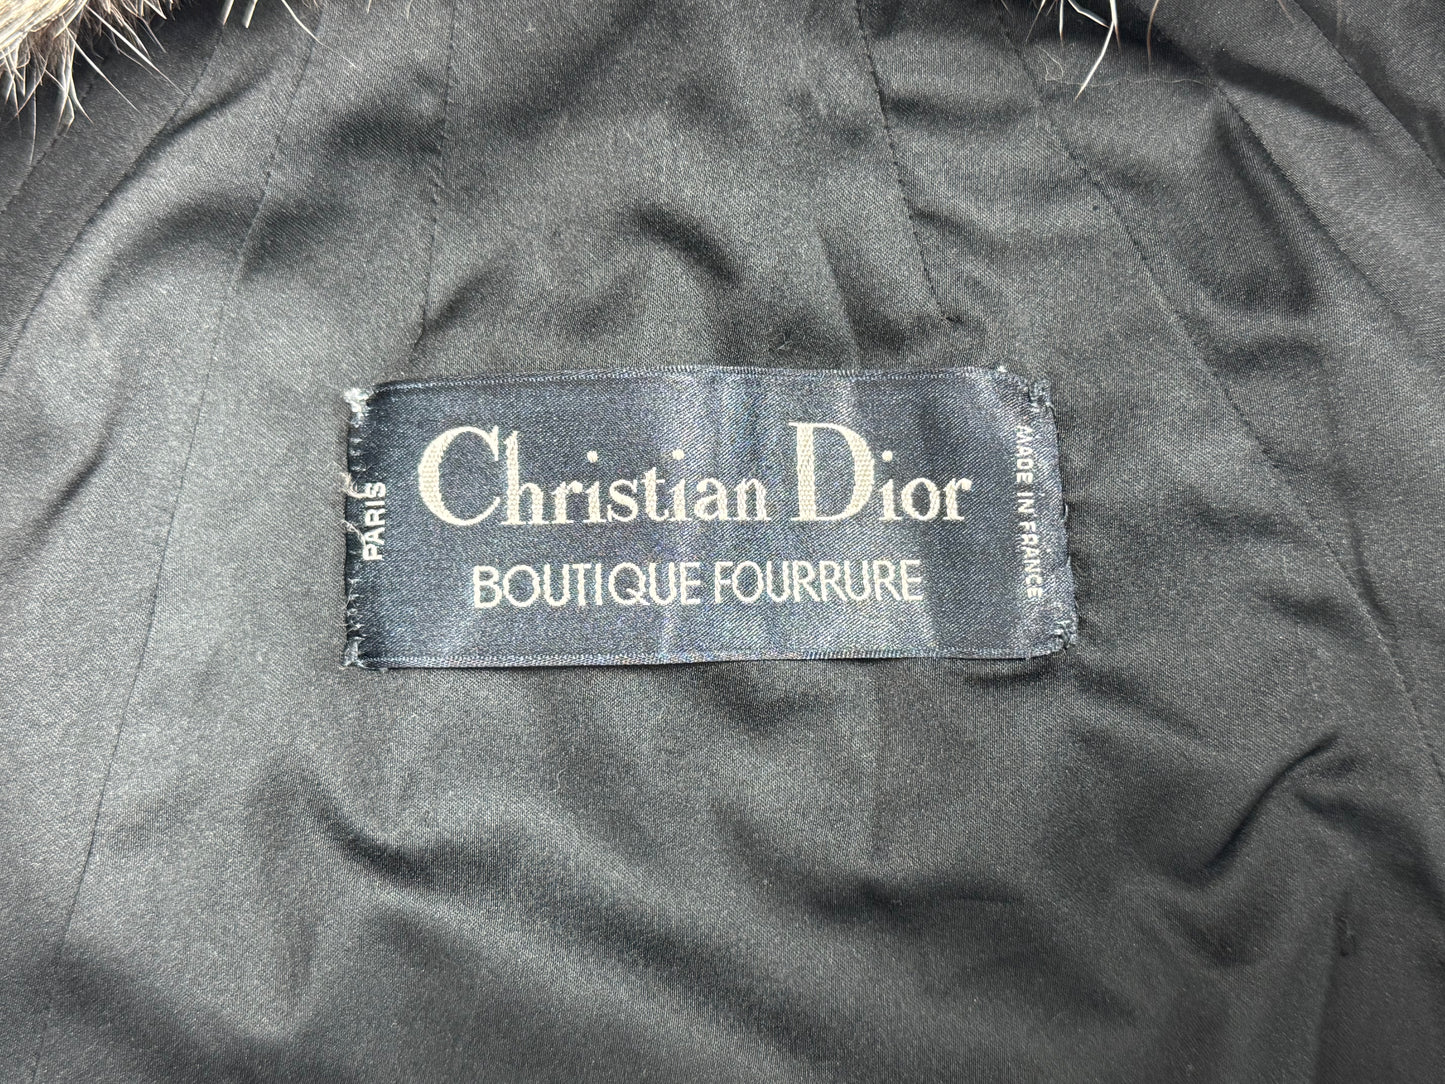 PARIS
Christian Dior
BOUTIQUE FOURRURE
MADE IN FRANCE